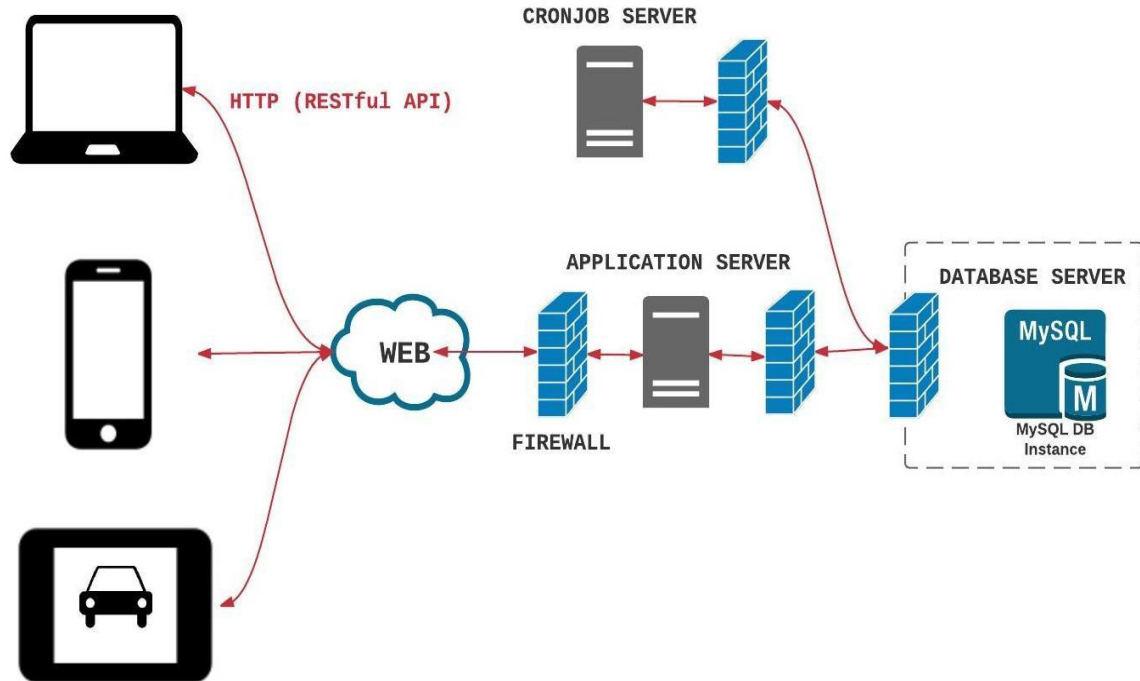 CRONJOB SERVER
HTTP (RESTful API)
APPLICATION SERVER
DATABASE SERVER
MySQL
WEB
M
MySQL DB
Instance
FIREWALL